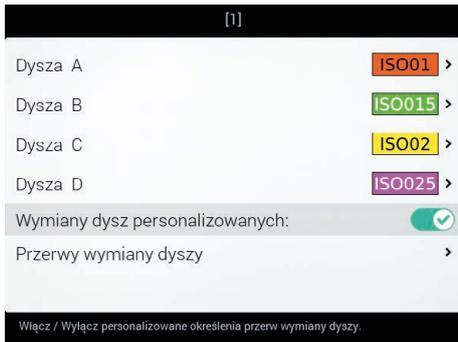 [1]
Dysza A ISO01 >
Dysza B ISO015 >
Dysza C ISO02 >
Dysza D ISO025 >
Wymiany dysz personalizowanych:
Przerwy wymiany dyszy >
Włącz / Wyłącz personalizowane określenia przerw wymiany dyszy.